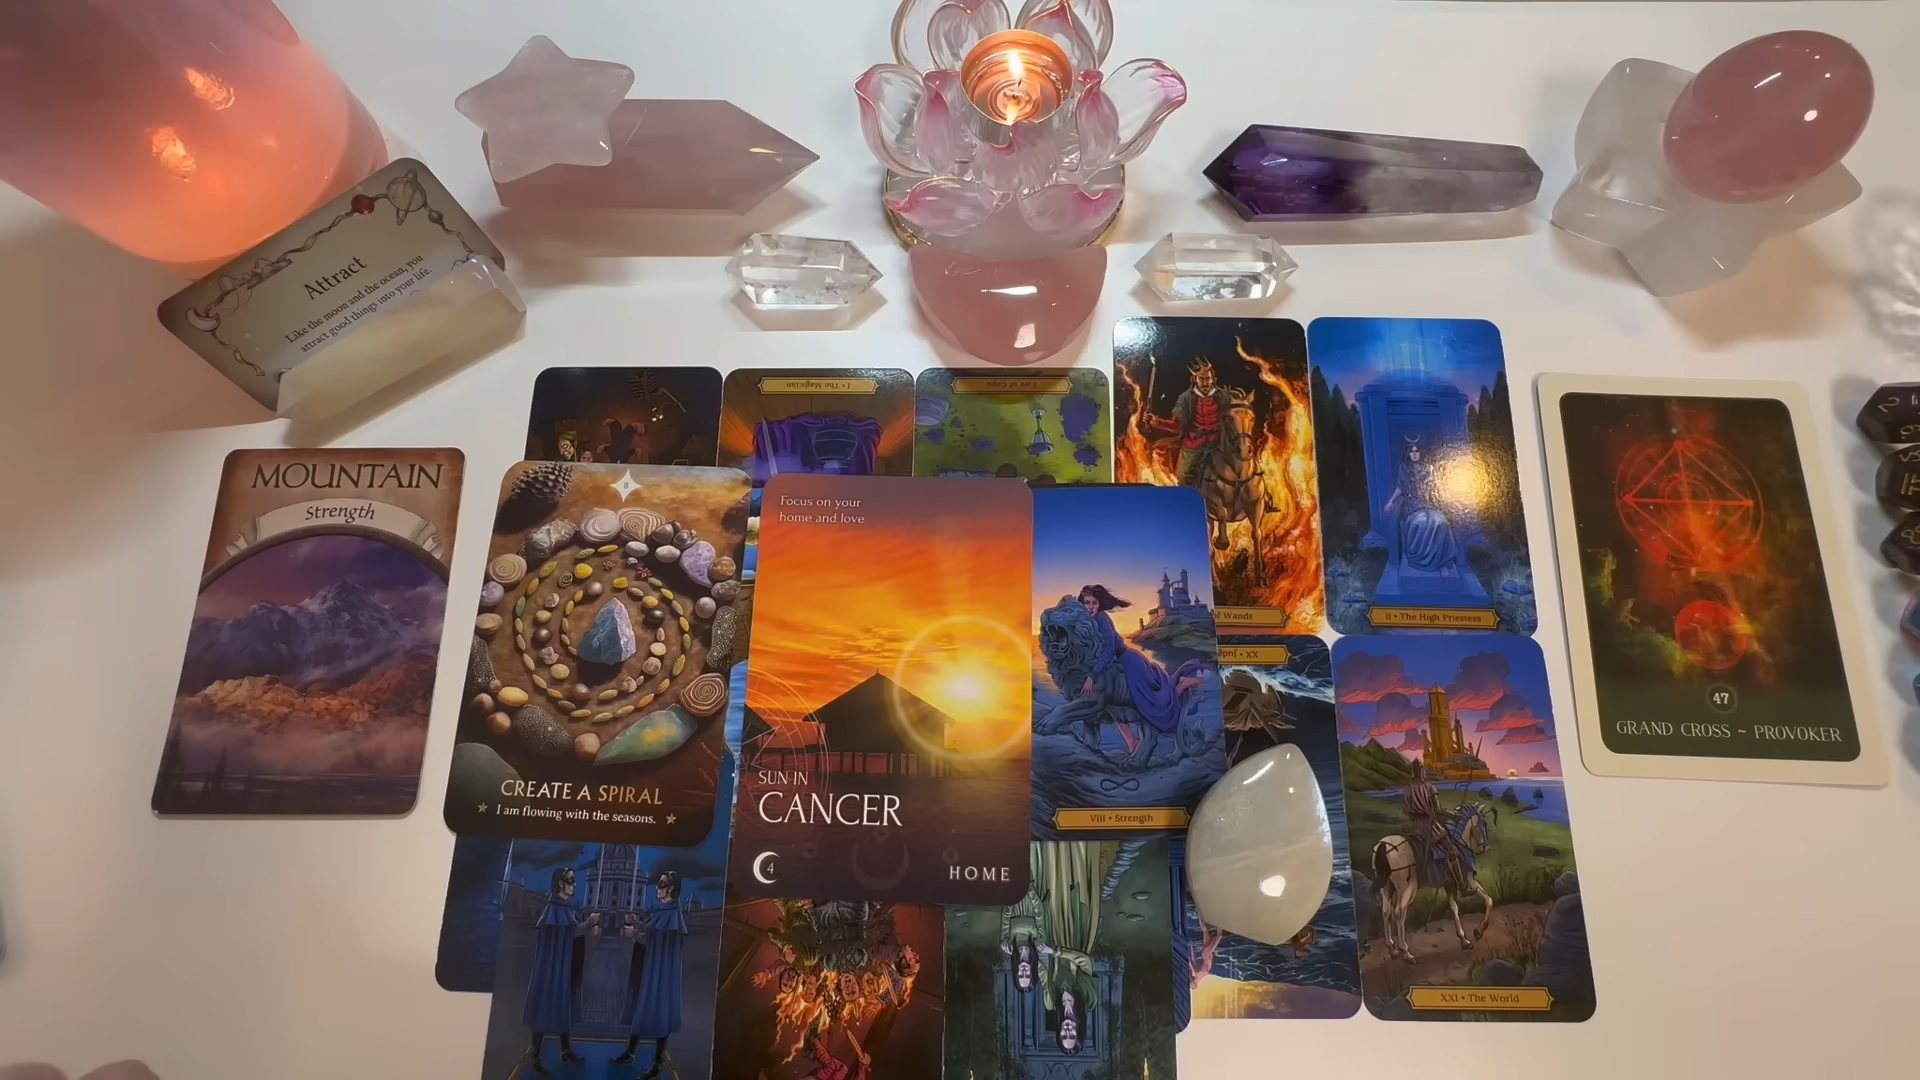 Attract
Like the moon and the ocean, you
attract good things into your life.
MOUNTAIN
Strength
8
CREATE A SPIRAL
I am flowing with the seasons.
I • The Magician
of Cups
Focus on your
home and love
SUN IN
CANCER
4
HOME
VIII • Strength
of Wands
II • The High Priestess
XX •
XXI • The World
47
GRAND CROSS ~ PROVOKER